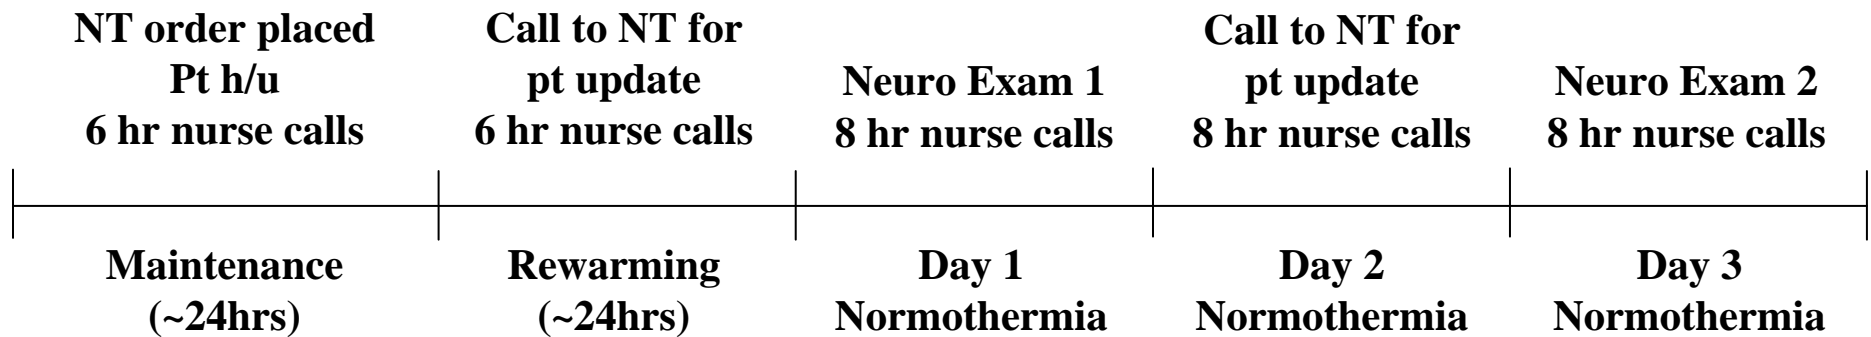 NT order placed
Pt h/u
6 hr nurse calls
Call to NT for
pt update
6 hr nurse calls
Neuro Exam 1
8 hr nurse calls
Call to NT for
pt update
8 hr nurse calls
Neuro Exam 2
8 hr nurse calls
Maintenance
(~24hrs)
Rewarming
(~24hrs)
Day 1
Normothermia
Day 2
Normothermia
Day 3
Normothermia